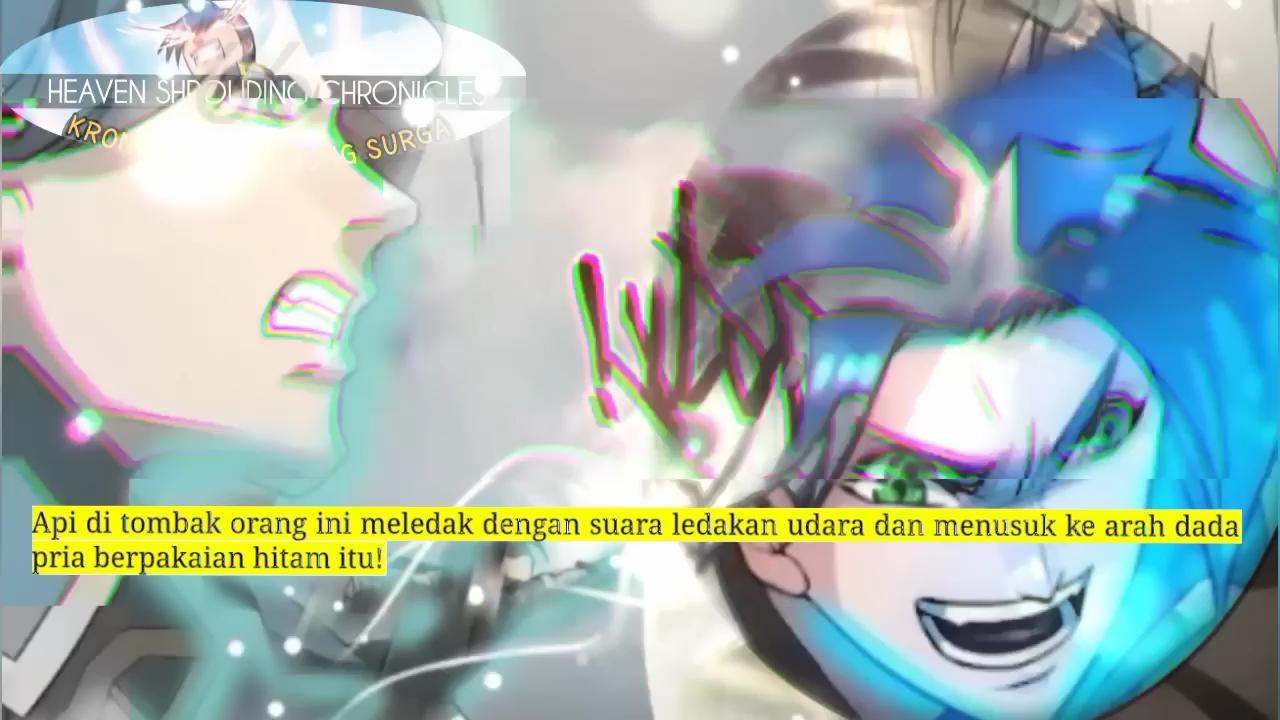 HEAVEN SHROUDING CHRONICLES
SURGA
Api di tombak orang ini meledak dengan suara ledakan udara dan menusuk ke arah dada
pria berpakaian hitam itu!